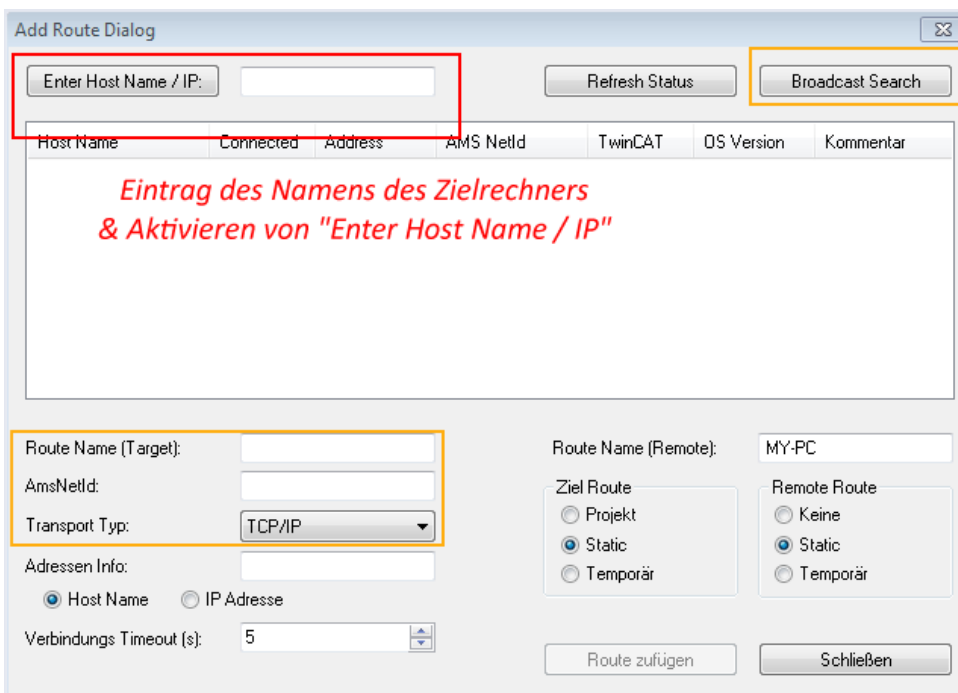 Add Route Dialog
Enter Host Name / IP:
Refresh Status
Broadcast Search
Host Name Connected Address AMS NetId TwinCAT OS Version Kommentar
Eintrag des Namens des Zielrechners
& Aktivieren von "Enter Host Name / IP"
Route Name (Target):
AmsNetId:
Transport Typ: TCP/IP
Adressen Info:
Host Name IP Adresse
Verbindungs Timeout (s): 5
Route Name (Remote): MY-PC
Ziel Route
Projekt
Static
Temporär
Remote Route
Keine
Static
Temporär
Route zufügen
Schließen